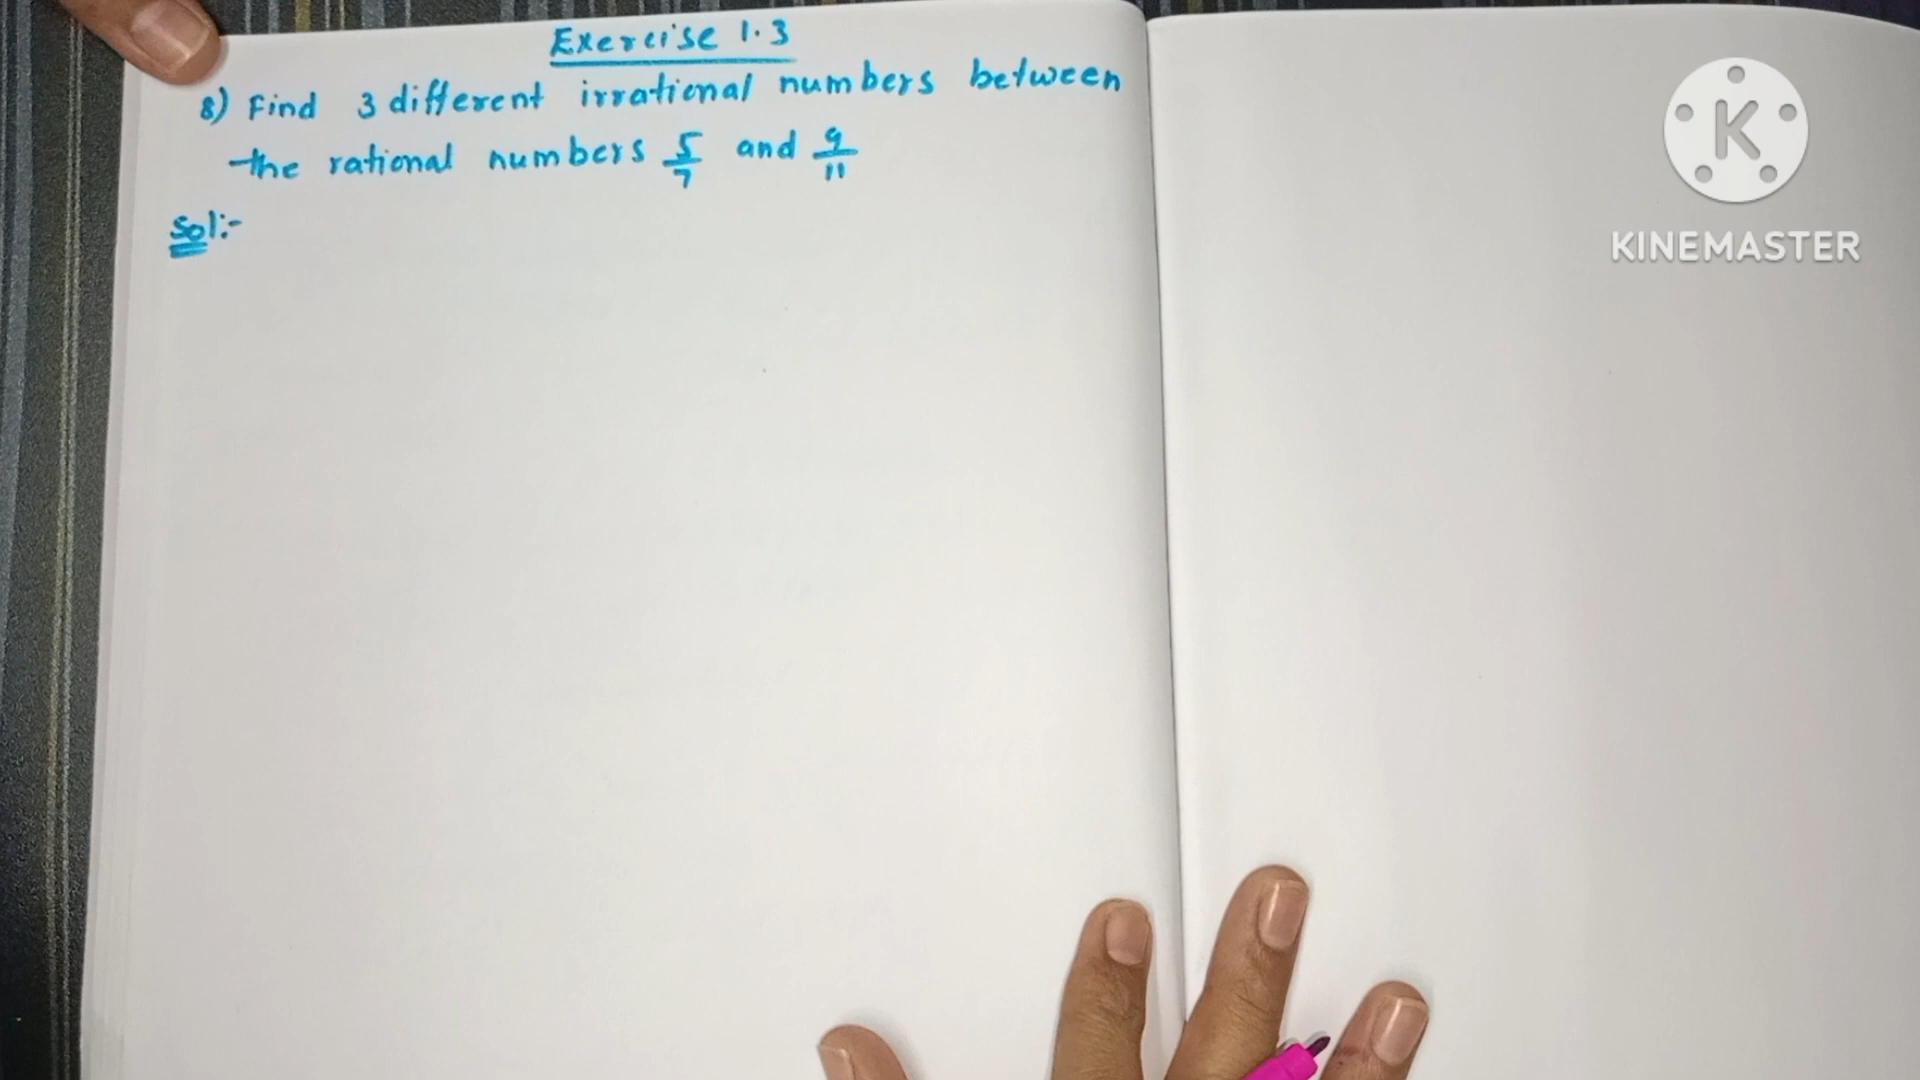 Exercise 1.3
8) Find 3 different irrational numbers between
the rational numbers 5/7 and 9/11
Sol:-
K
KINEMASTER